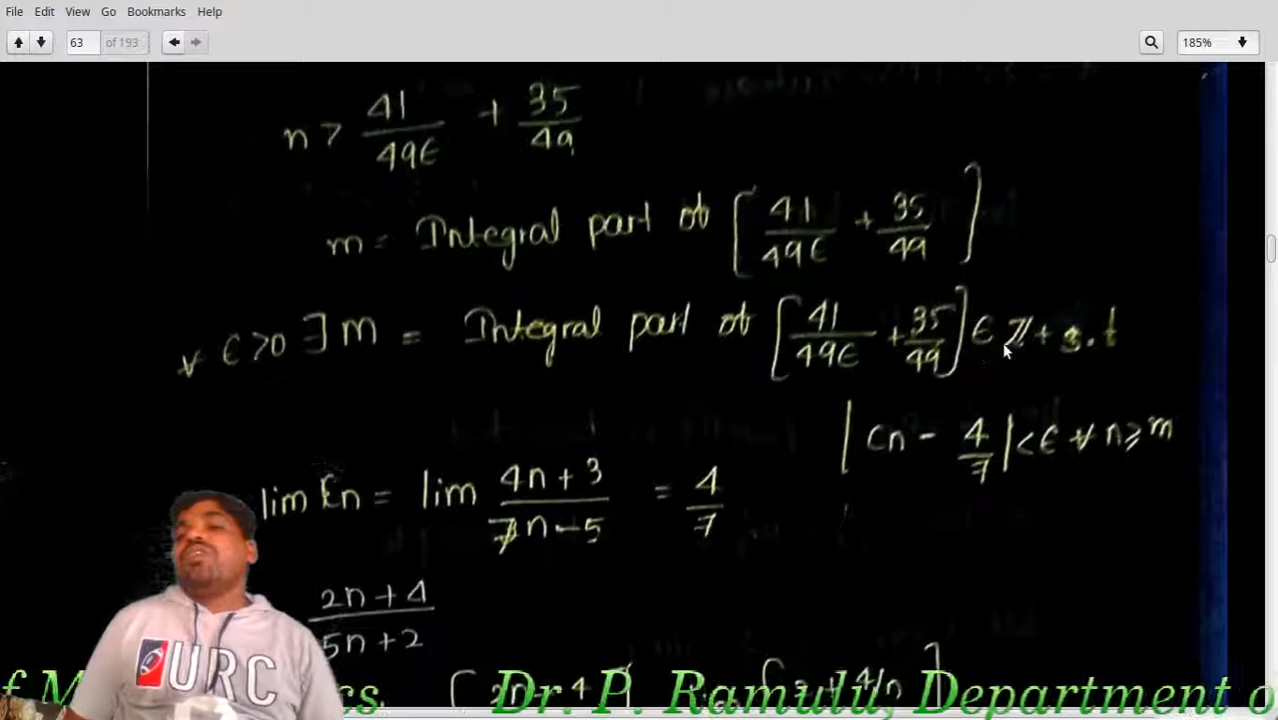 File Edit View Go Bookmarks Help
63 of 193 185%
n > 41/49ϵ + 35/49
m = Integral part of [41/49ϵ + 35/49]
∀ ϵ>0 ∃ m = Integral part of [41/49ϵ + 35/49] ∈ Z+ s.t
|Cn - 4/7| < ϵ ∀ n ≥ m
lim Cn = lim 4n+3/7n-5 = 4/7
2n+4/5n+2
URC
Dr. P. Ramulu, Department o